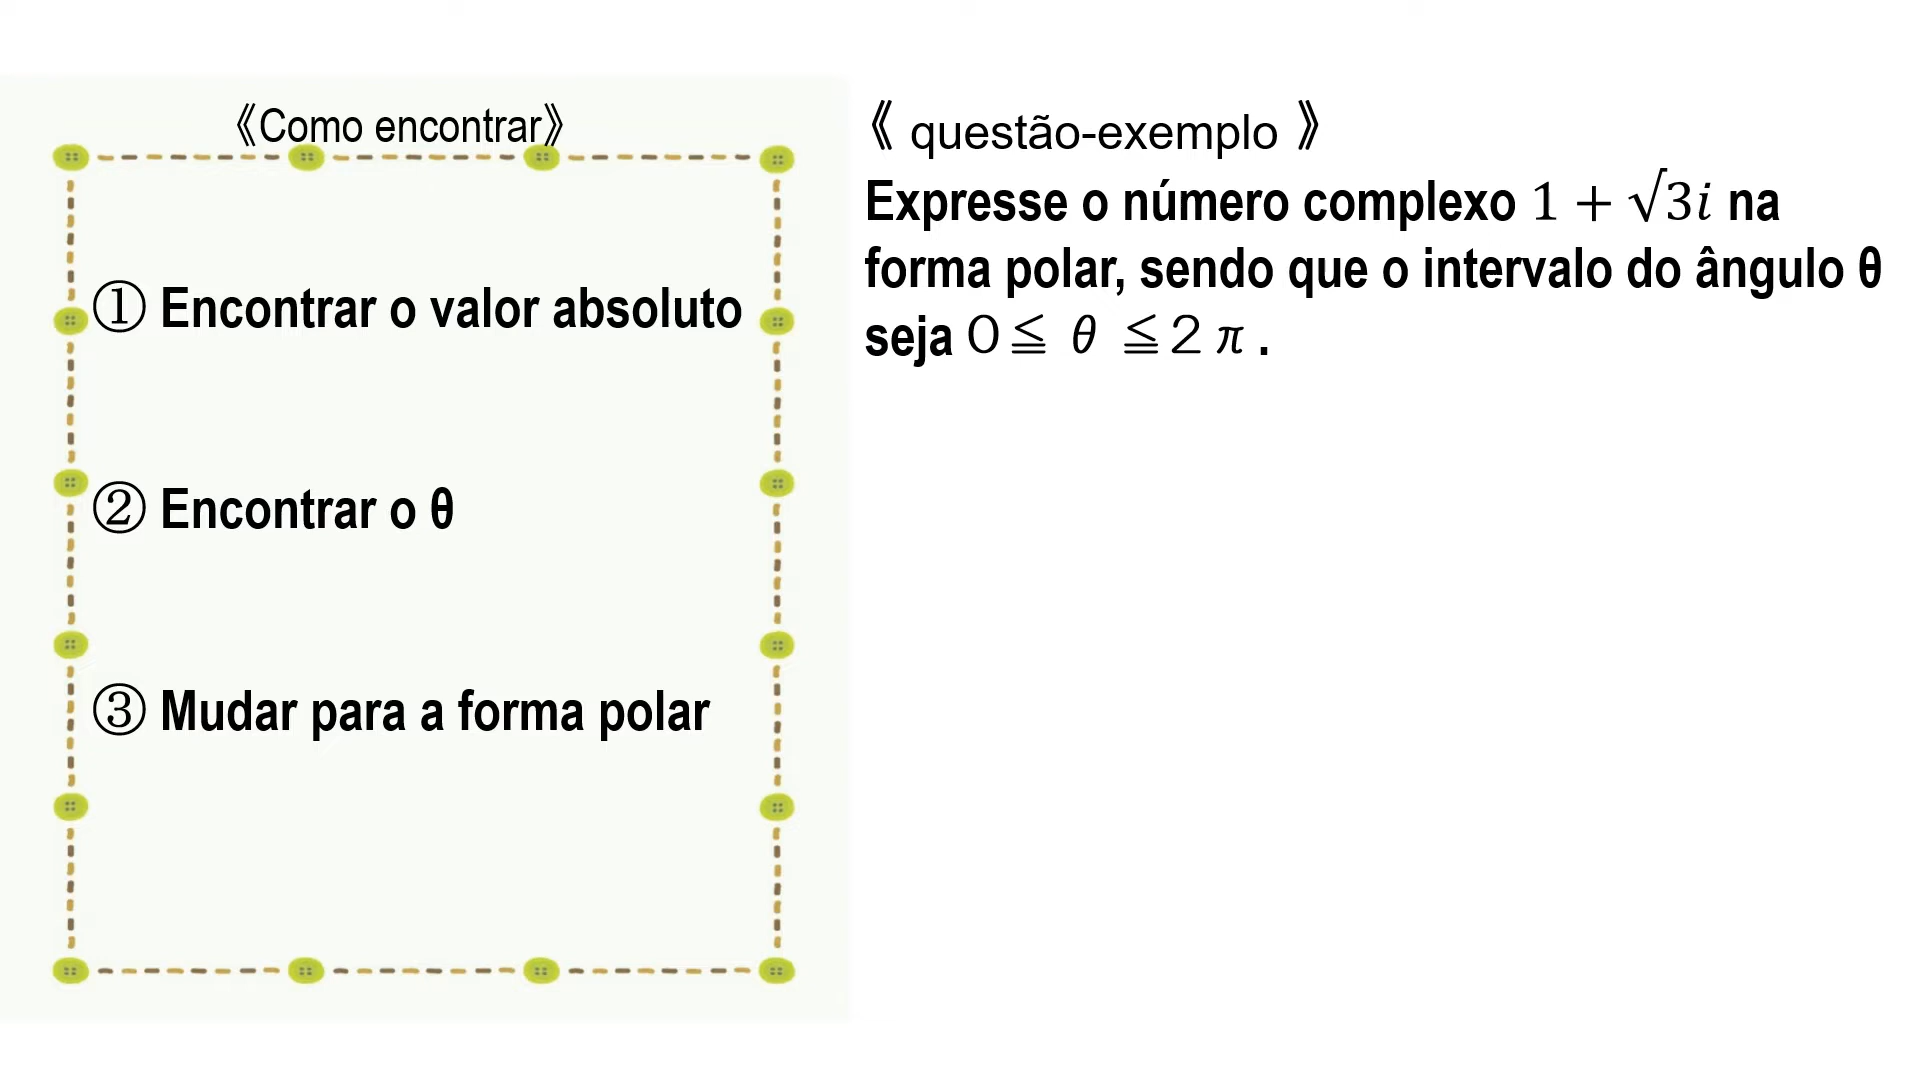 《Como encontrar》
① Encontrar o valor absoluto
② Encontrar o θ
③ Mudar para a forma polar
《 questão-exemplo 》
Expresse o número complexo 1 + √3i na
forma polar, sendo que o intervalo do ângulo θ
seja 0≦ θ ≦2π.